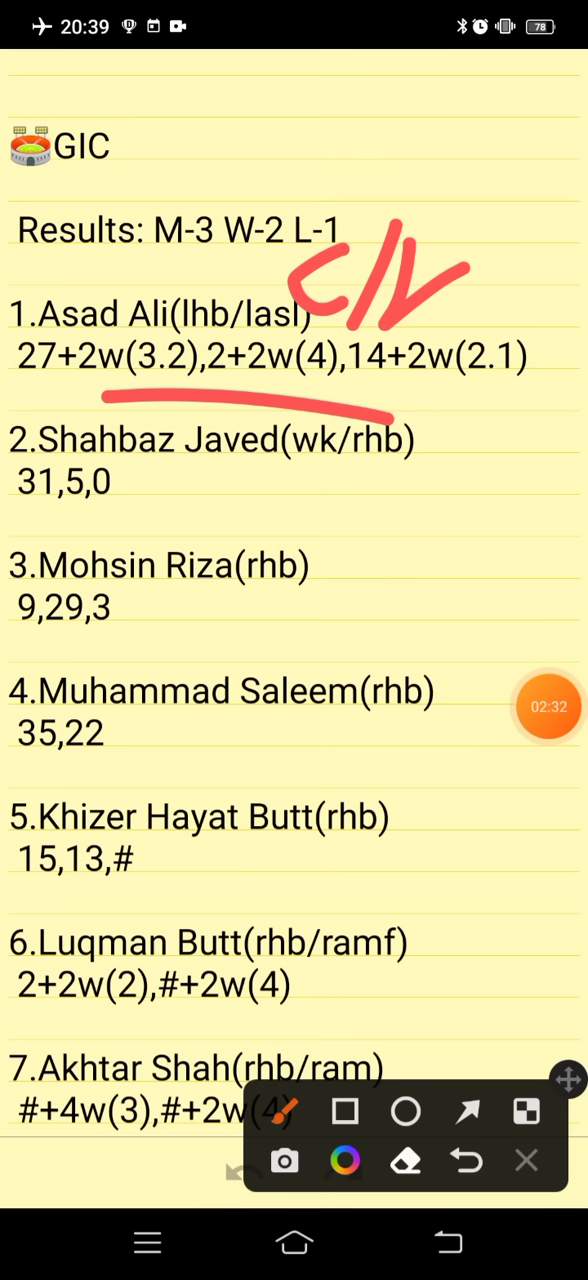 20:39
78
GIC
Results: M-3 W-2 L-1
C/V
1.Asad Ali(lhb/lasl)
27+2w(3.2),2+2w(4),14+2w(2.1)
2.Shahbaz Javed(wk/rhb)
31,5,0
3.Mohsin Riza(rhb)
9,29,3
4.Muhammad Saleem(rhb)
35,22
02:32
5.Khizer Hayat Butt(rhb)
15,13,#
6.Luqman Butt(rhb/ramf)
2+2w(2),#+2w(4)
7.Akhtar Shah(rhb/ram)
#+4w(3),#+2w(4)